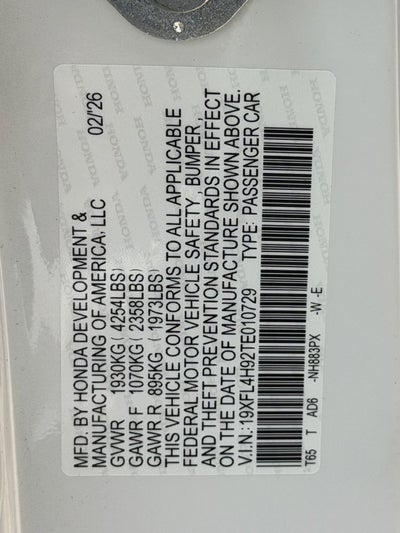 MFD. BY HONDA DEVELOPMENT & 02/'26
MANUFACTURING OF AMERICA, LLC
GVWR 1930KG ( 4254LBS)
GAWR F 1070KG ( 2358LBS)
GAWR R 895KG ( 1973LBS)
THIS VEHICLE CONFORMS TO ALL APPLICABLE
FEDERAL MOTOR VEHICLE SAFETY, BUMPER,
AND THEFT PREVENTION STANDARDS IN EFFECT
ON THE DATE OF MANUFACTURE SHOWN ABOVE.
V.I.N.:19XFL4H92TE010729 TYPE: PASSENGER CAR
T65 T AD6 -NH883PX -W -E